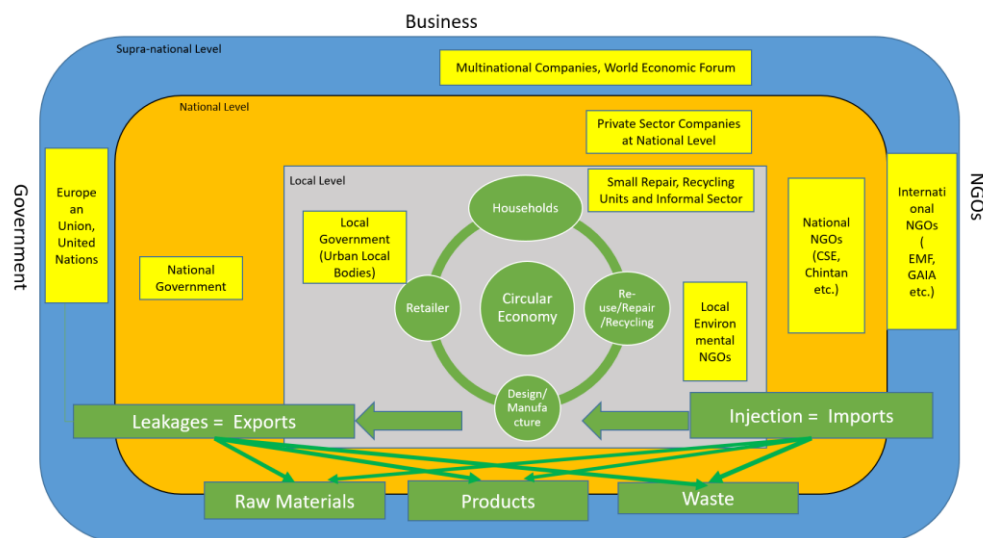 Business
Supra-national Level
Multinational Companies, World Economic Forum
National Level
Private Sector Companies
at National Level
Government
Europe
an
Union,
United
Nations
Local Level
Households
Small Repair, Recycling
Units and Informal Sector
National
NGOs
(CSE,
Chintan
etc.)
International
NGOs
(
EMF,
GAIA
etc.)
NGOs
Local
Government
(Urban Local
Bodies)
National
Government
Retailer
Circular
Economy
Re-
use/Repair
/Recycling
Local
Environ
mental
NGOs
Design/
Manufa
cture
Leakages = Exports
Injection = Imports
Raw Materials
Products
Waste